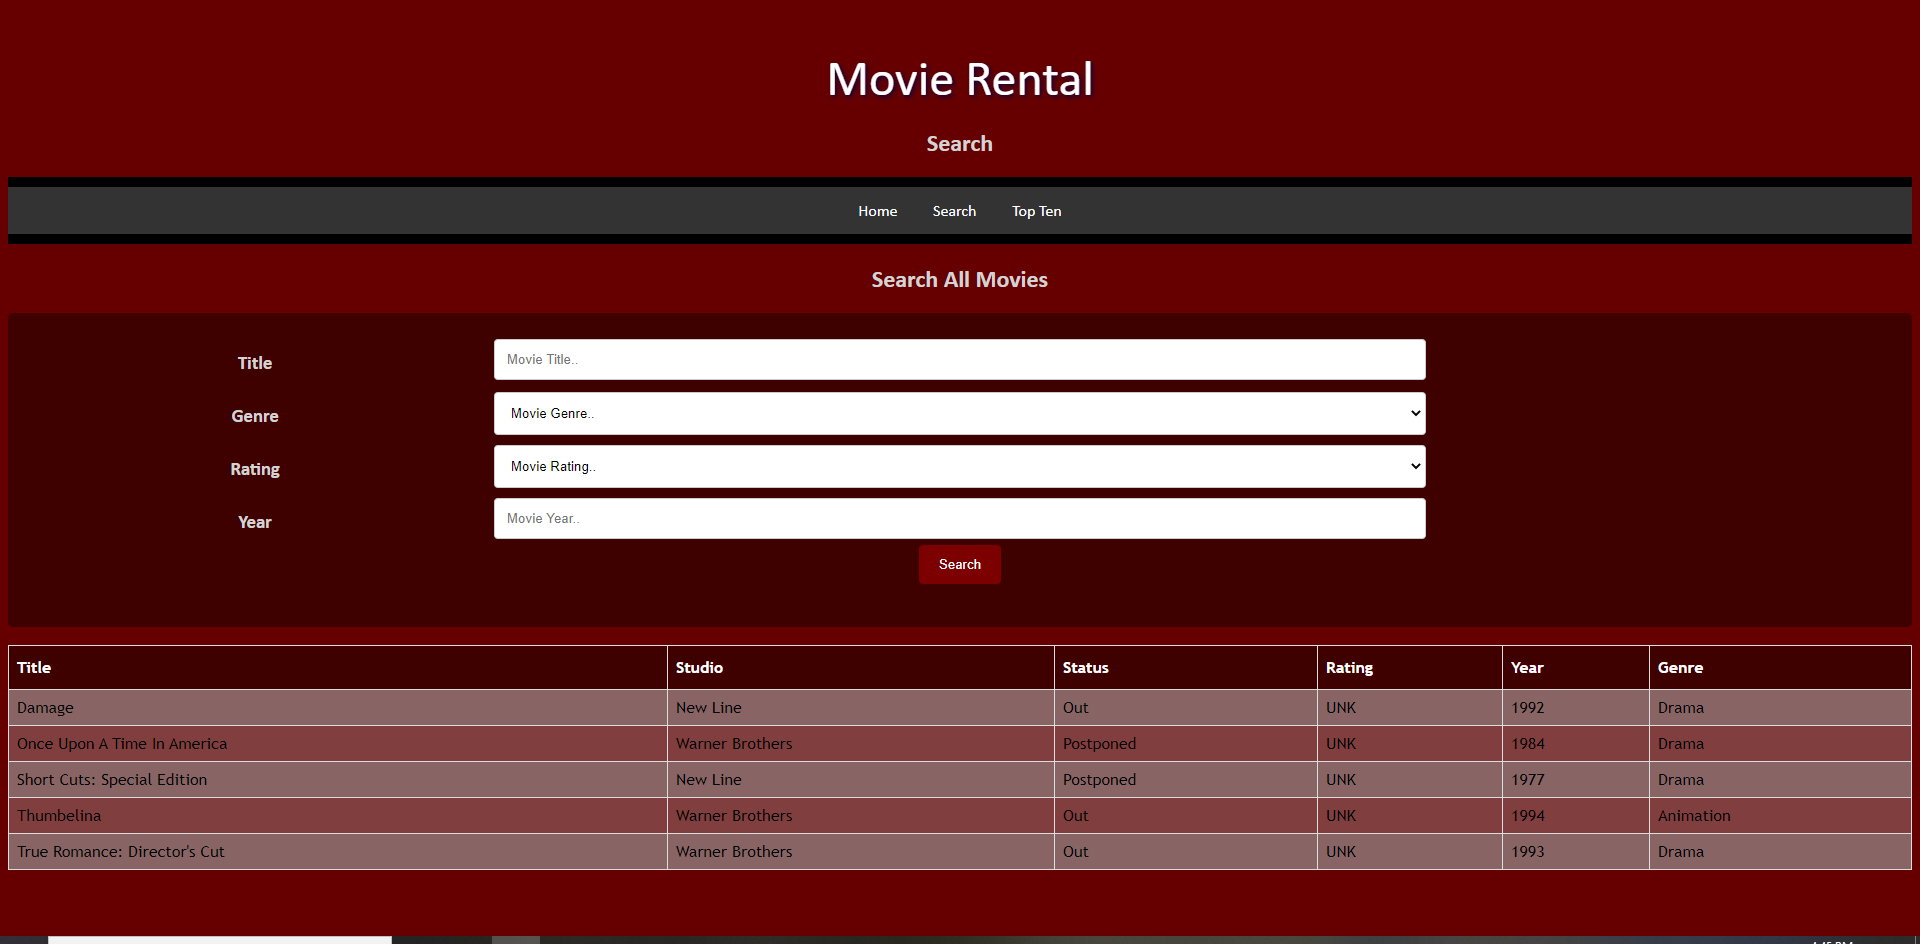 Movie Rental
Search
Home Search Top Ten
Search All Movies
Title Movie Title..
Genre Movie Genre..
Rating Movie Rating..
Year Movie Year..
Search
Title Studio Status Rating Year Genre
Damage New Line Out UNK 1992 Drama
Once Upon A Time In America Warner Brothers Postponed UNK 1984 Drama
Short Cuts: Special Edition New Line Postponed UNK 1977 Drama
Thumbelina Warner Brothers Out UNK 1994 Animation
True Romance: Director's Cut Warner Brothers Out UNK 1993 Drama